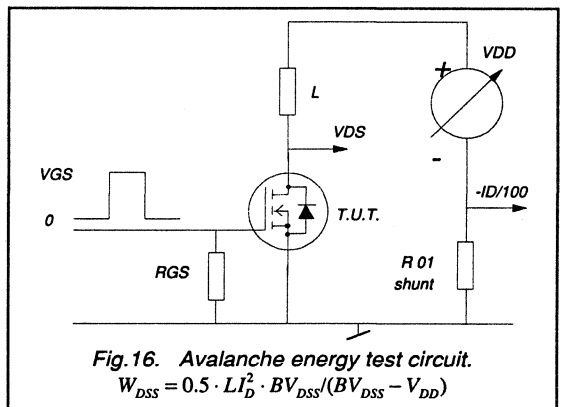 VDD
+
L
VDS
-
VGS
-ID/100
0
T.U.T.
RGS
R 01
shunt
Fig.16. Avalanche energy test circuit.
W_DSS = 0.5 · LI_D^2 · BV_DSS/(BV_DSS − V_DD)